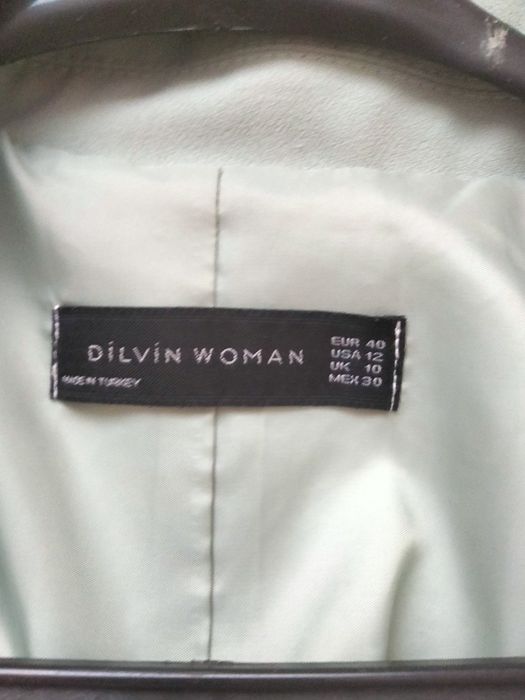 DİLVİN WOMAN
MADE IN TURKEY
EUR 40
USA 12
UK 10
MEX 30